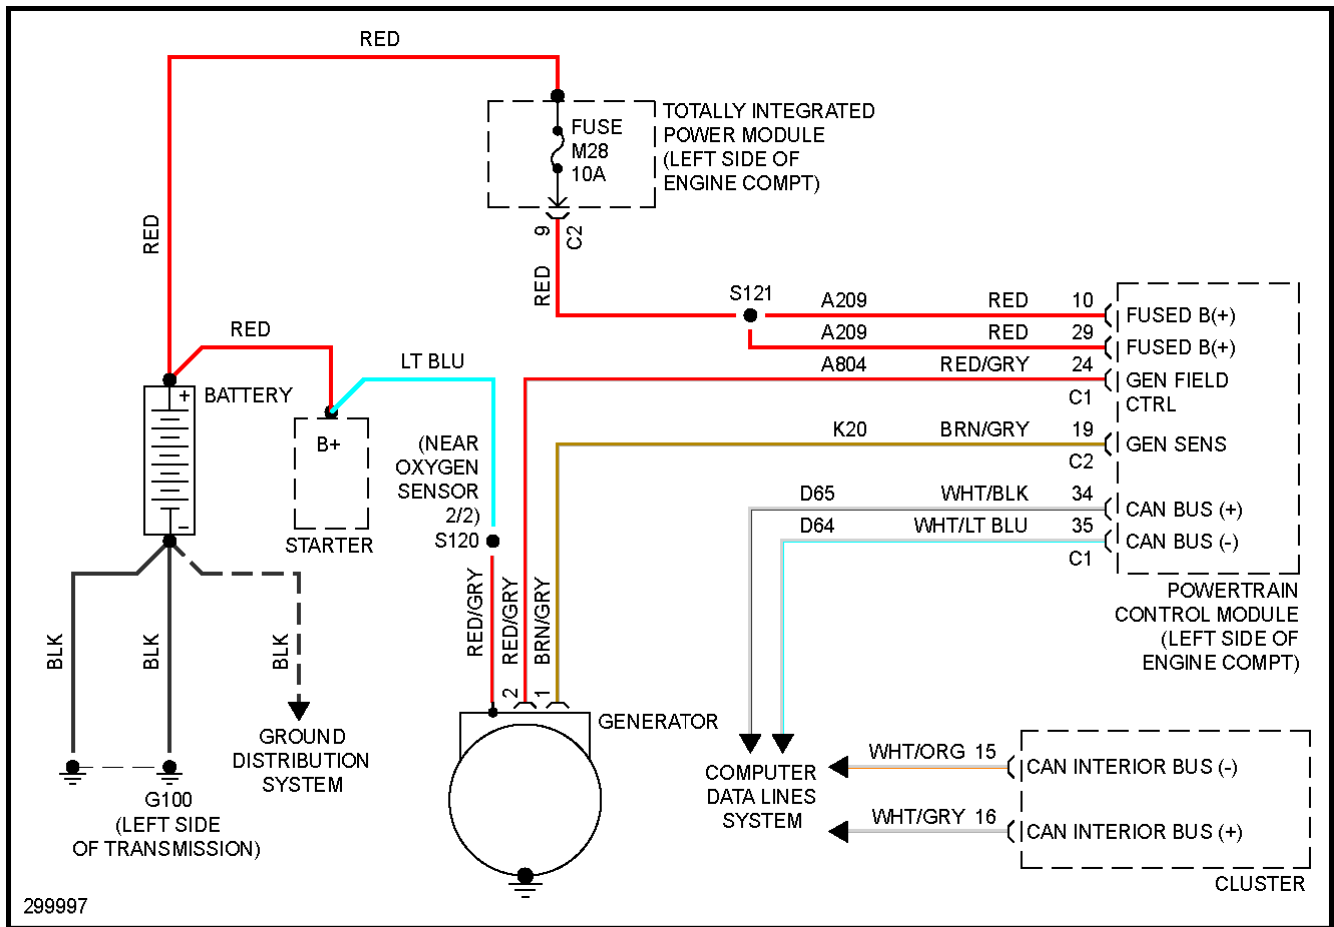 RED
TOTALLY INTEGRATED
POWER MODULE
(LEFT SIDE OF
ENGINE COMPT)
FUSE
M28
10A
9
C2
RED
RED
S121
A209 RED 10
FUSED B(+)
A209 RED 29
FUSED B(+)
A804 RED/GRY 24
GEN FIELD
CTRL
C1
K20 BRN/GRY 19
GEN SENS
C2
D65 WHT/BLK 34
CAN BUS (+)
D64 WHT/LT BLU 35
CAN BUS (-)
C1
POWERTRAIN
CONTROL MODULE
(LEFT SIDE OF
ENGINE COMPT)
RED
LT BLU
+
BATTERY
–
B+
STARTER
(NEAR
OXYGEN
SENSOR
2/2)
S120
RED/GRY
RED/GRY
BRN/GRY
2
1
GENERATOR
BLK
BLK
BLK
GROUND
DISTRIBUTION
SYSTEM
G100
(LEFT SIDE
OF TRANSMISSION)
COMPUTER
DATA LINES
SYSTEM
WHT/ORG 15
CAN INTERIOR BUS (-)
WHT/GRY 16
CAN INTERIOR BUS (+)
CLUSTER
299997